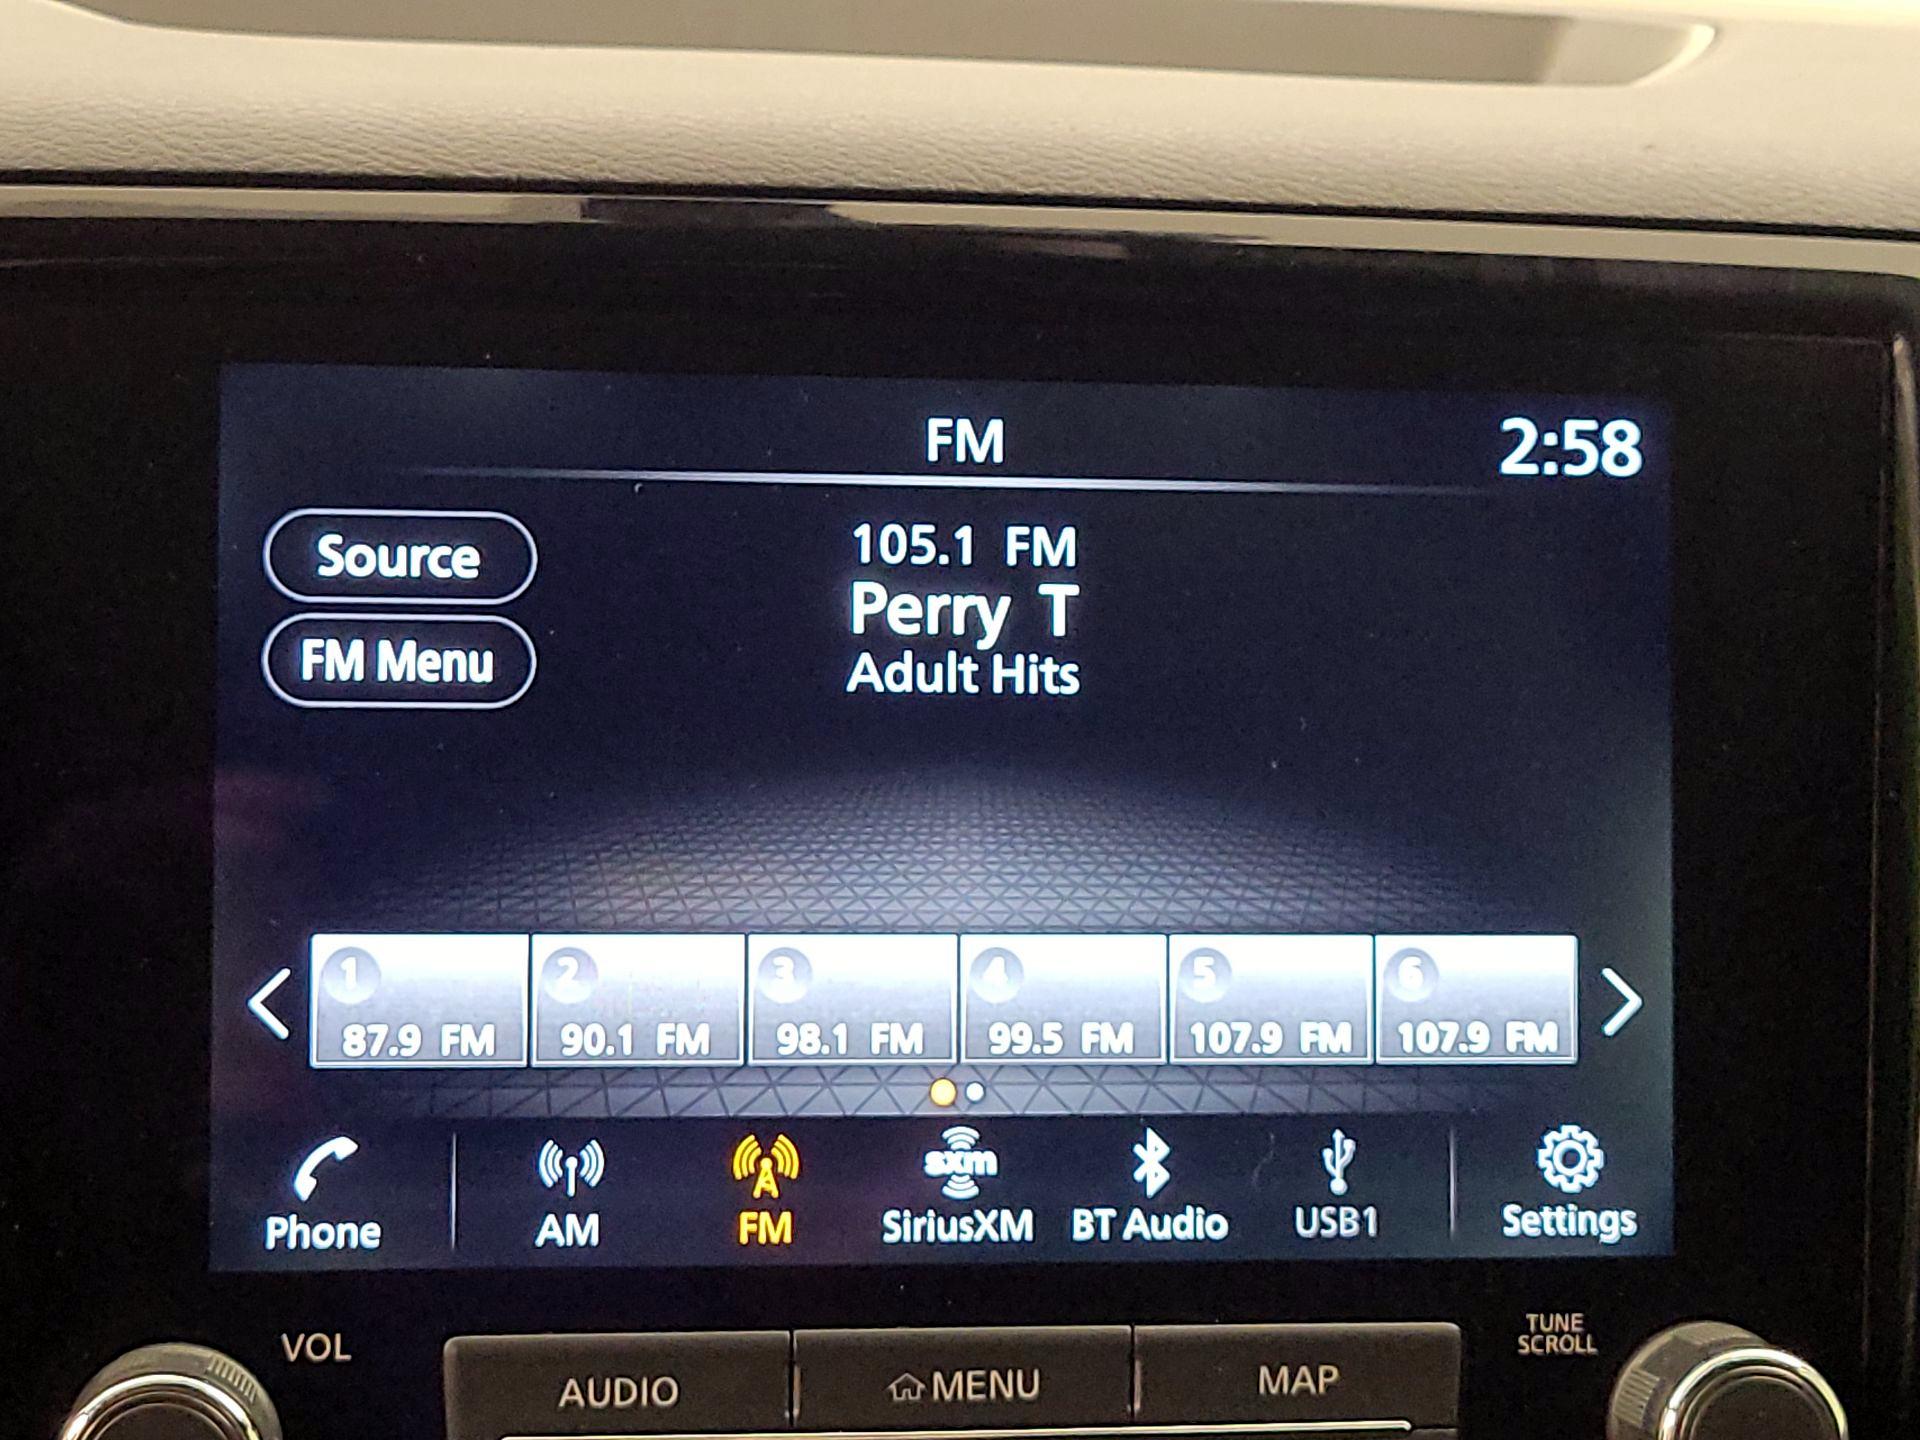 FM
2:58
Source
105.1 FM
Perry T
FM Menu
Adult Hits
1
2
3
4
5
6
87.9 FM
90.1 FM
98.1 FM
99.5 FM
107.9 FM
107.9 FM
sxm
Phone
AM
FM
SiriusXM
BT Audio
USB1
Settings
VOL
TUNE
SCROLL
AUDIO
MENU
MAP